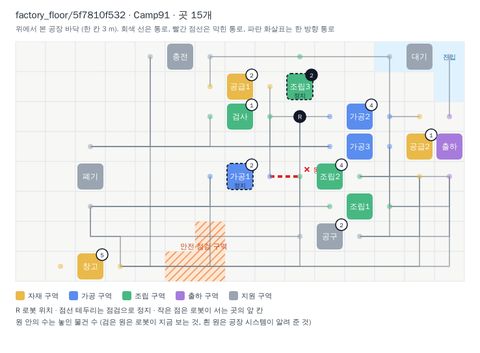 factory_floor/5f7810f532 · Camp91 · 곳 15개
위에서 본 공장 바닥 (한 칸 3 m). 회색 선은 통로, 빨간 점선은 막힌 통로, 파란 화살표는 한 방향 통로
충전
대기
진입
공급1
2
조립3
2
정지
검사
1
R
가공2
4
가공3
공급2
1
출하
폐기
가공1
2
정지
조립2
4
조립1
안전 점검 구역
공구
2
창고
5
자재 구역
가공 구역
조립 구역
출하 구역
지원 구역
R 로봇 위치 · 점선 테두리는 점검으로 정지 · 작은 점은 로봇이 서는 곳의 앞 칸
원 안의 수는 놓인 물건 수 (검은 원은 로봇이 지금 보는 것, 흰 원은 공장 시스템이 알려 준 것)